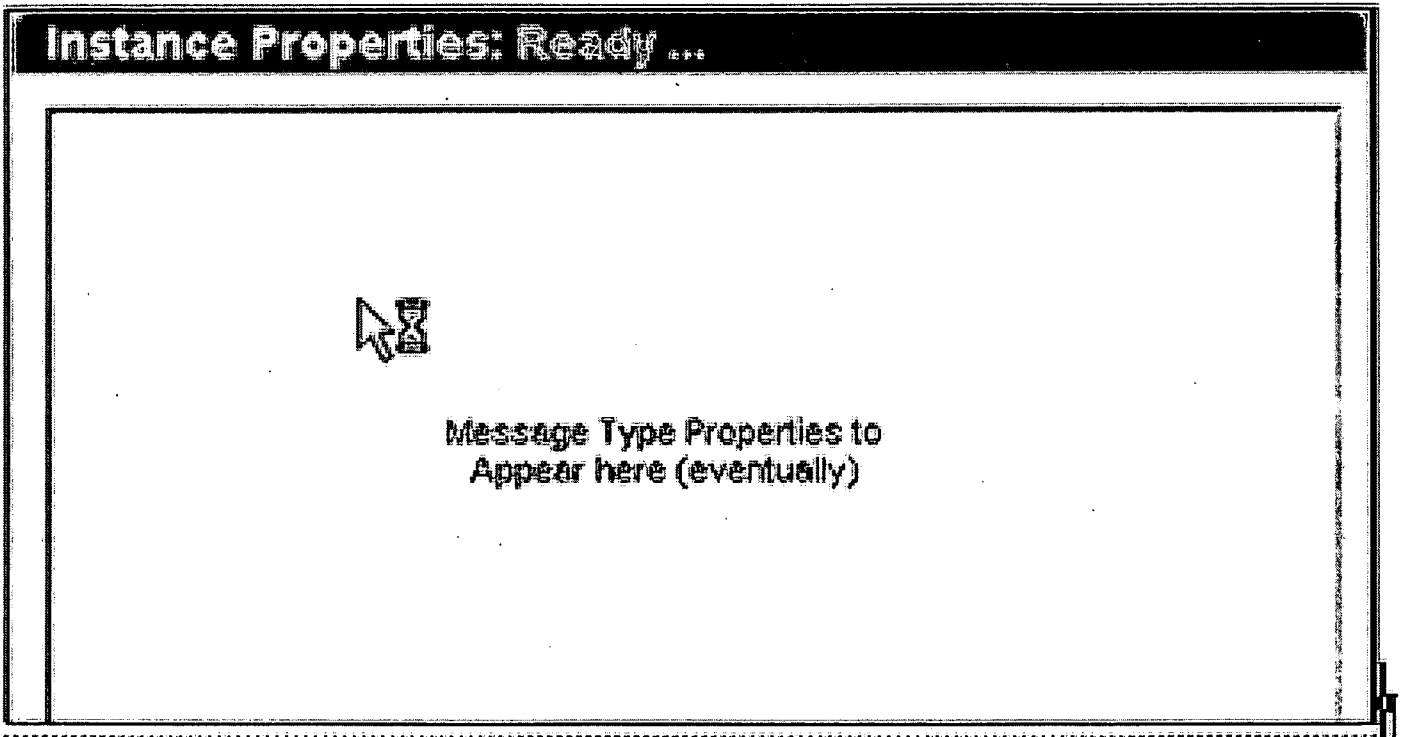 Instance Properties: Ready ...
Message Type Properties to
Appear here (eventually)